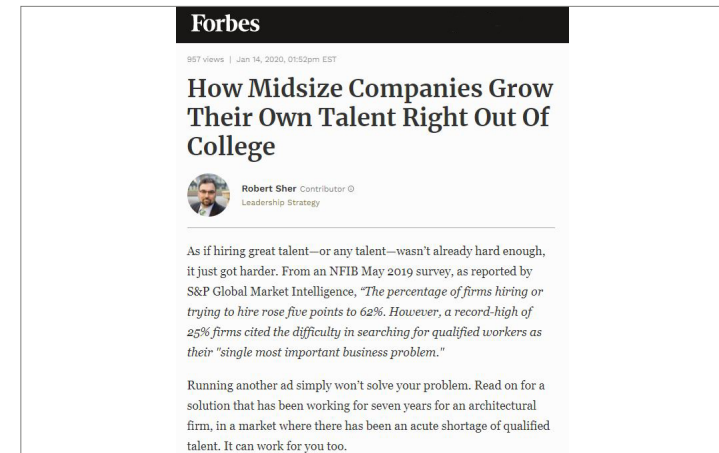 Forbes
957 views | Jan 14, 2020, 01:52pm EST
How Midsize Companies Grow
Their Own Talent Right Out Of
College
Robert Sher Contributor
Leadership Strategy
As if hiring great talent—or any talent—wasn't already hard enough,
it just got harder. From an NFIB May 2019 survey, as reported by
S&P Global Market Intelligence, “The percentage of firms hiring or
trying to hire rose five points to 62%. However, a record-high of
25% firms cited the difficulty in searching for qualified workers as
their "single most important business problem."
Running another ad simply won't solve your problem. Read on for a
solution that has been working for seven years for an architectural
firm, in a market where there has been an acute shortage of qualified
talent. It can work for you too.